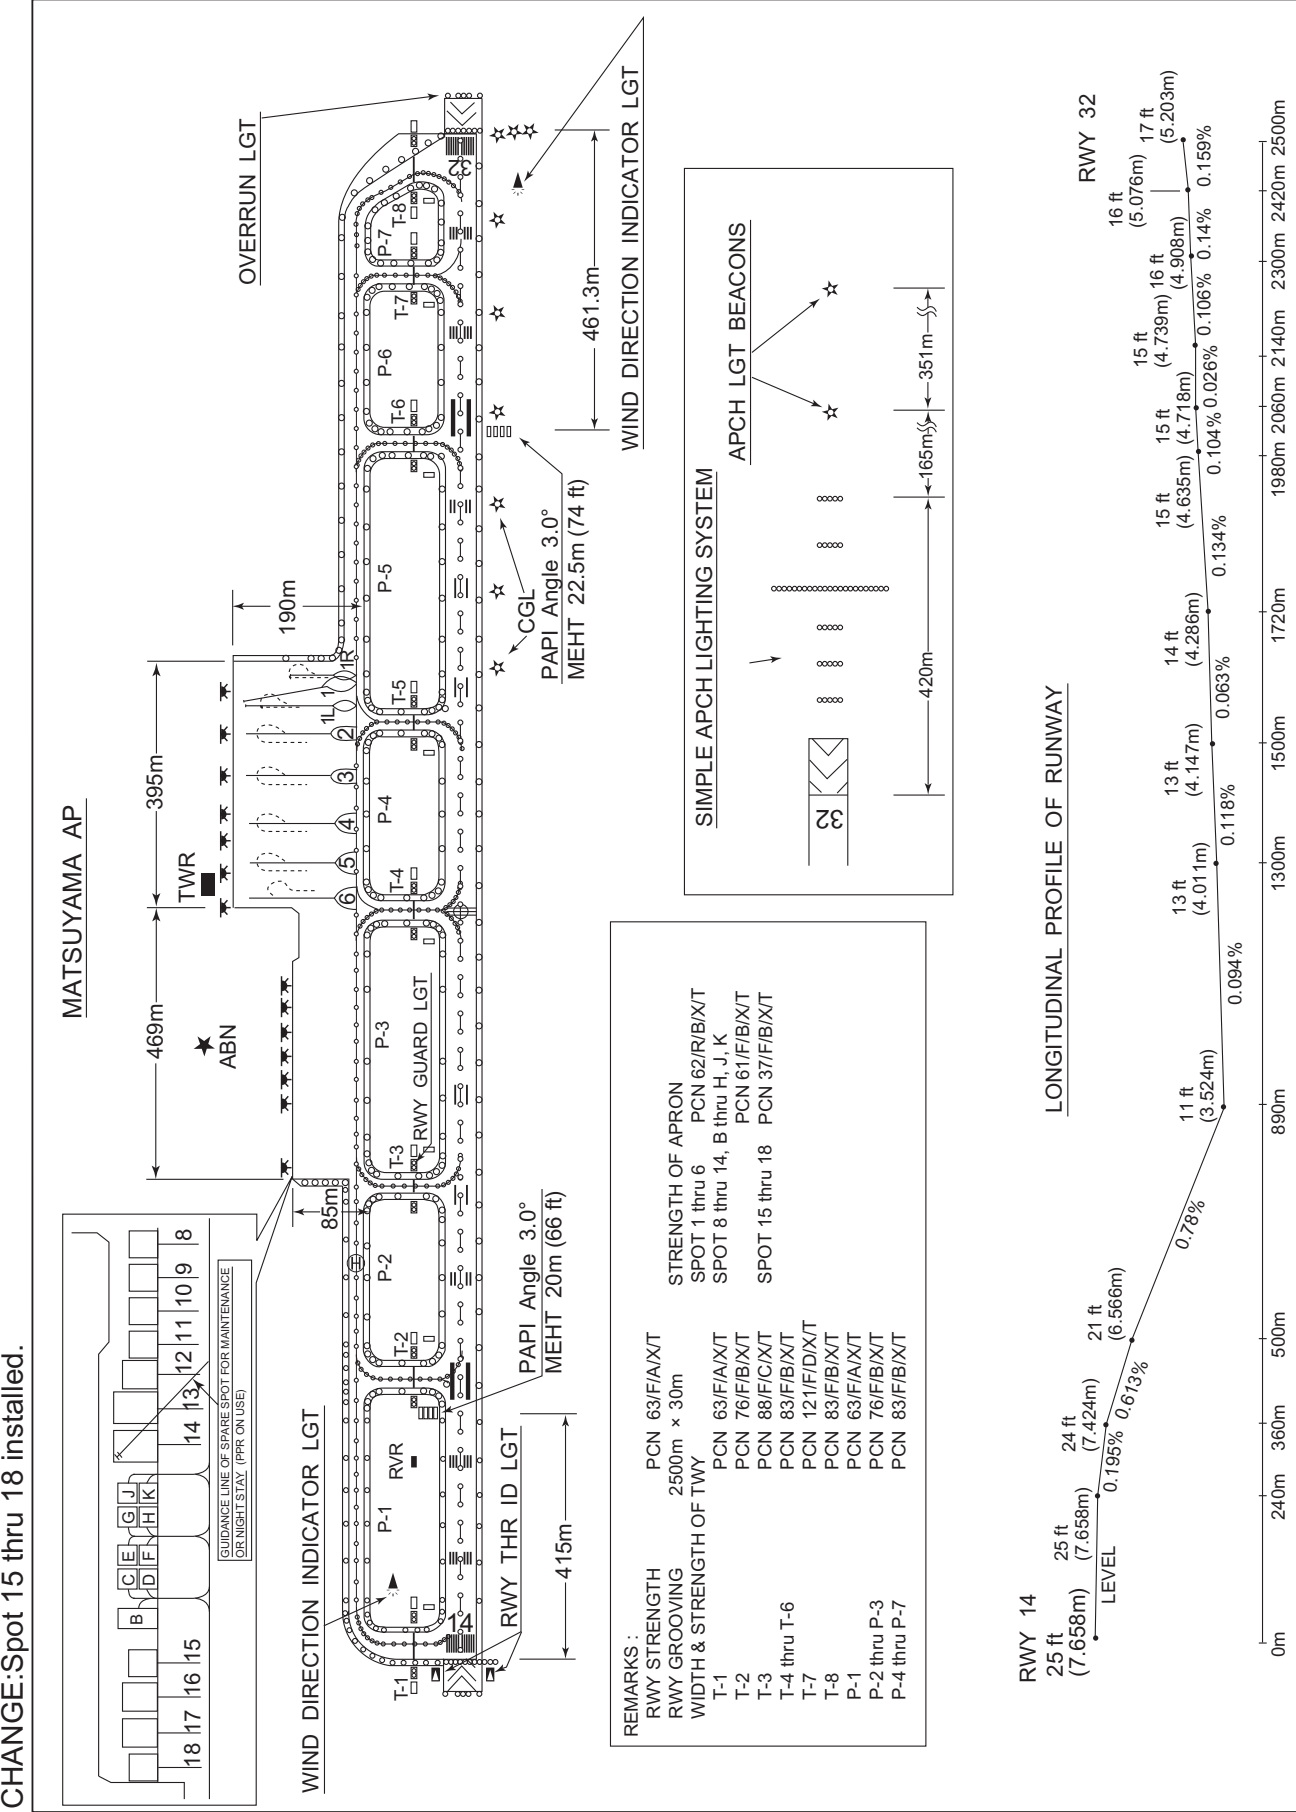 CHANGE:Spot 15 thru 18 installed.
MATSUYAMA AP
18 17 16 15
B
C E
D F
G J
H K
14 13 12 11 10 9 8
GUIDANCE LINE OF SPARE SPOT FOR MAINTENANCE
OR NIGHT STAY (PPR ON USE)
469m
395m
ABN
TWR
85m
190m
6 5 4 3 2 1L 1 1R
OVERRUN LGT
WIND DIRECTION INDICATOR LGT
H
P-1 P-2 P-3 P-4 P-5 P-6 P-7
RVR
RWY GUARD LGT
T-1 T-2 T-3 T-4 T-5 T-6 T-7 T-8
14
32
RWY THR ID LGT
415m
PAPI Angle 3.0°
MEHT 20m (66 ft)
CGL
PAPI Angle 3.0°
MEHT 22.5m (74 ft)
461.3m
WIND DIRECTION INDICATOR LGT
REMARKS :
RWY STRENGTH PCN 63/F/A/X/T
RWY GROOVING 2500m × 30m
WIDTH & STRENGTH OF TWY
T-1 PCN 63/F/A/X/T
T-2 PCN 76/F/B/X/T
T-3 PCN 88/F/C/X/T
T-4 thru T-6 PCN 83/F/B/X/T
T-7 PCN 121/F/D/X/T
T-8 PCN 83/F/B/X/T
P-1 PCN 63/F/A/X/T
P-2 thru P-3 PCN 76/F/B/X/T
P-4 thru P-7 PCN 83/F/B/X/T
STRENGTH OF APRON
SPOT 1 thru 6 PCN 62/R/B/X/T
SPOT 8 thru 14, B thru H, J, K
PCN 61/F/B/X/T
SPOT 15 thru 18 PCN 37/F/B/X/T
SIMPLE APCH LIGHTING SYSTEM
APCH LGT BEACONS
32
420m 165m 351m
LONGITUDINAL PROFILE OF RUNWAY
RWY 14
25 ft
(7.658m)
LEVEL
25 ft
(7.658m)
0.195%
24 ft
(7.424m)
0.613%
21 ft
(6.566m)
0.78%
11 ft
(3.524m)
0.094%
13 ft
(4.011m)
0.118%
13 ft
(4.147m)
0.063%
14 ft
(4.286m)
0.134%
15 ft
(4.635m)
0.104%
15 ft
(4.718m)
0.026%
15 ft
(4.739m)
0.106%
16 ft
(4.908m)
0.14%
16 ft
(5.076m)
0.159%
17 ft
(5.203m)
RWY 32
0m 240m 360m 500m 890m 1300m 1500m 1720m 1980m 2060m 2140m 2300m 2420m 2500m